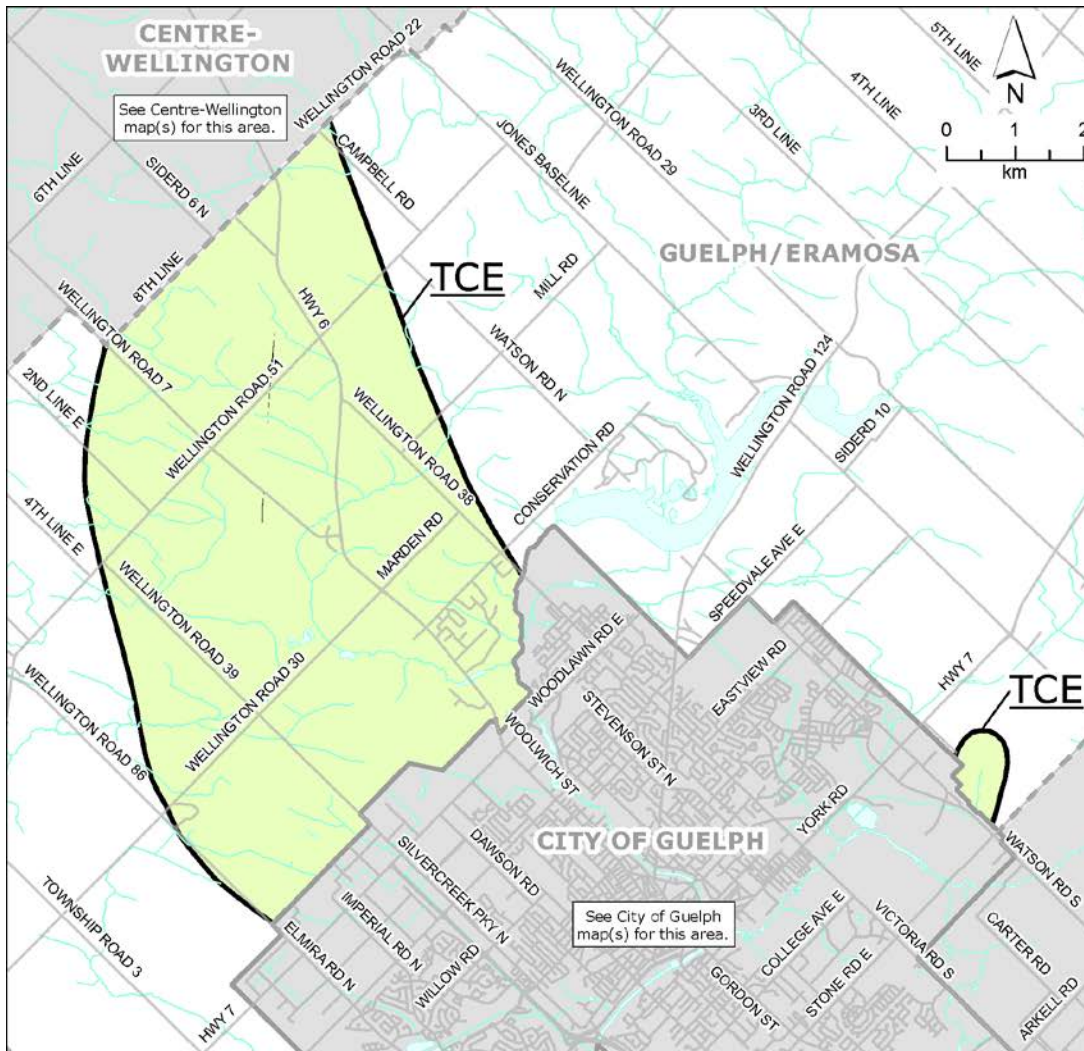 CENTRE-
WELLINGTON
WELLINGTON ROAD 22
5TH LINE
N
See Centre-Wellington
map(s) for this area.
WELLINGTON ROAD 29
4TH LINE
3RD LINE
0 1 2
km
6TH LINE
SIDERD 6 N
CAMPBELL RD
JONES BASELINE
GUELPH/ERAMOSA
8TH LINE
HWY 6
TCE
MILL RD
WELLINGTON ROAD 7
WATSON RD N
2ND LINE E
WELLINGTON ROAD 51
WELLINGTON ROAD 38
WELLINGTON ROAD 124
SIDERD 10
CONSERVATION RD
4TH LINE E
MARDEN RD
WELLINGTON ROAD 39
SPEEDVALE AVE E
WELLINGTON ROAD 30
WOODLAWN RD E
EASTVIEW RD
HWY 7
TCE
WELLINGTON ROAD 86
WOOLWICH ST
STEVENSON ST N
YORK RD
CITY OF GUELPH
DAWSON RD
SILVERCREEK PKY N
WATSON RD S
TOWNSHIP ROAD 3
IMPERIAL RD N
See City of Guelph
map(s) for this area.
COLLEGE AVE E
VICTORIA RD S
CARTER RD
ELMIRA RD N
WILLOW RD
GORDON ST
STONE RD E
ARKELL RD
HWY 7